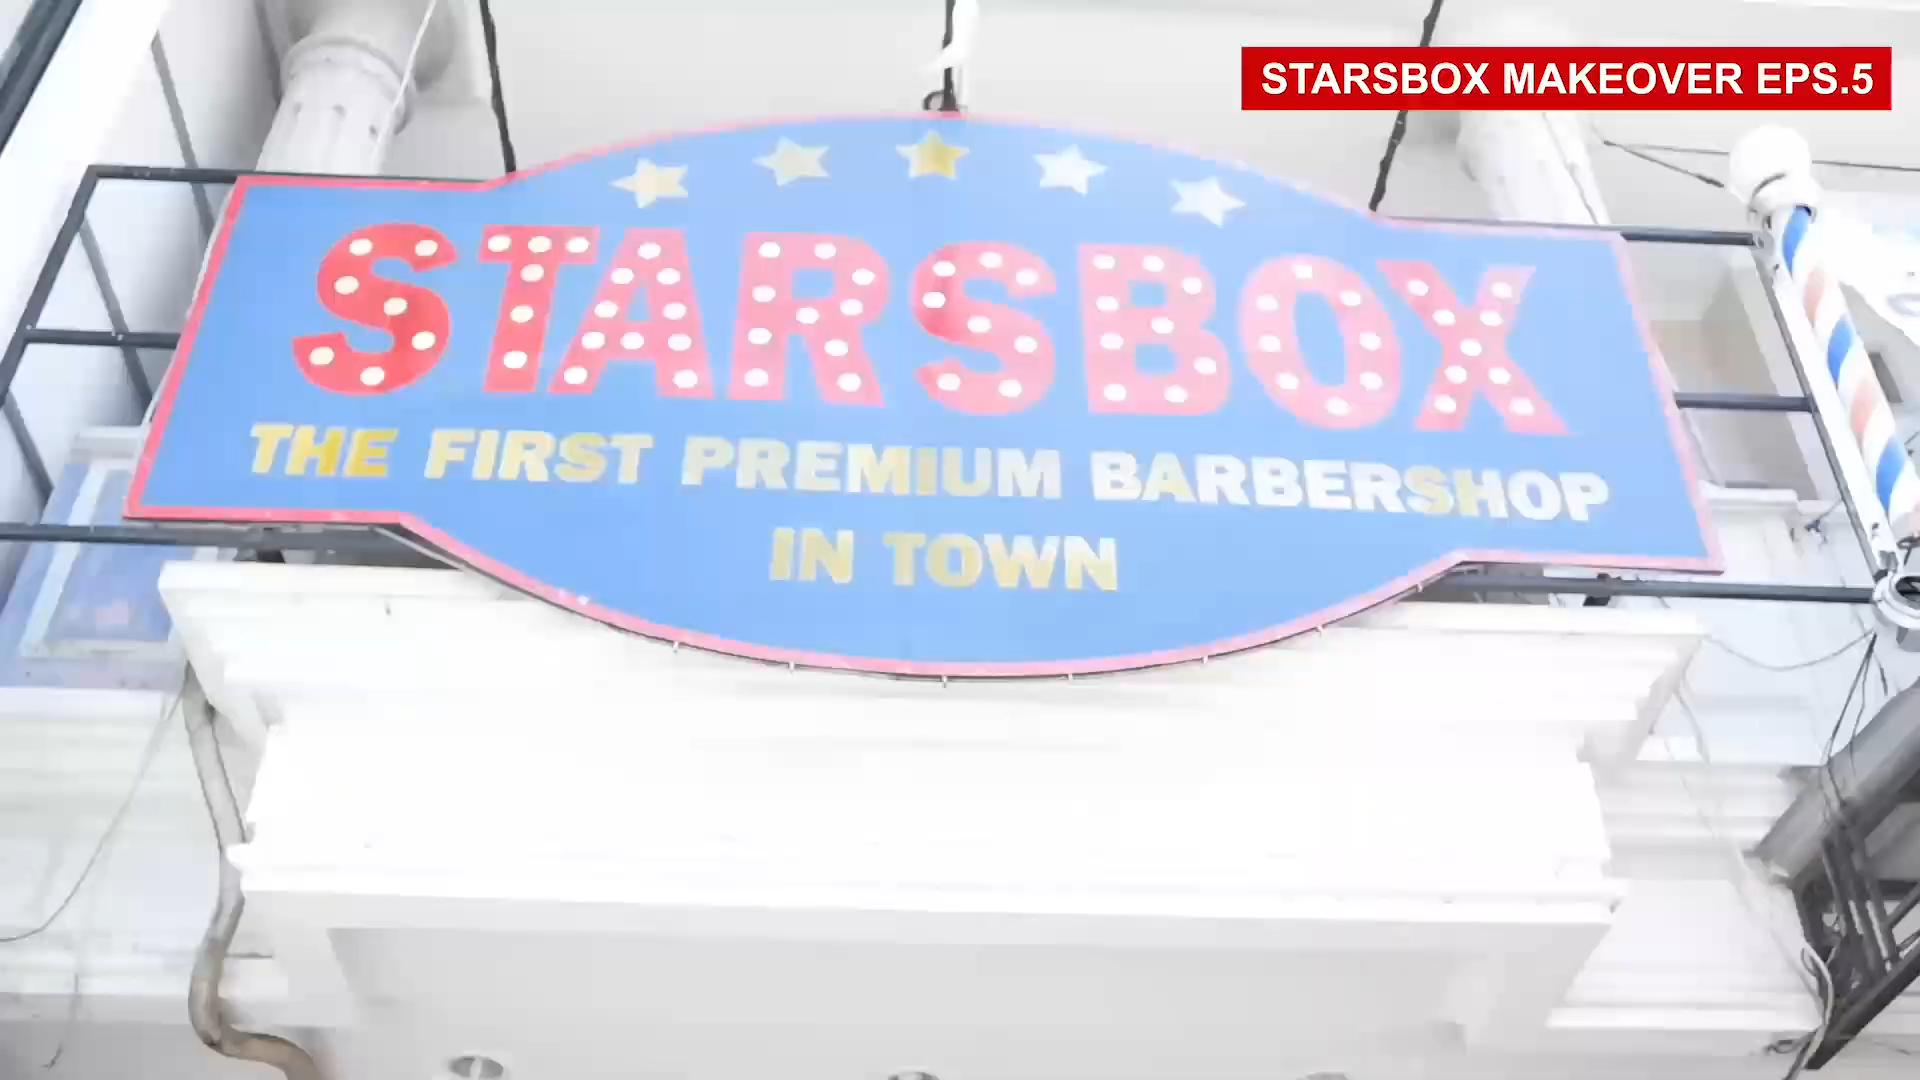 STARSBOX MAKEOVER EPS.5
STARSBOX
THE FIRST PREMIUM BARBERSHOP
IN TOWN